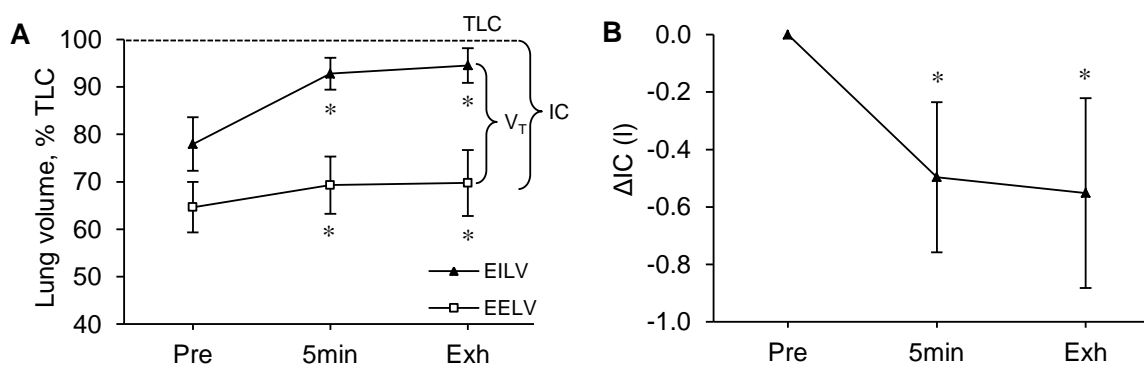 A
TLC
Lung volume, % TLC
100
90
80
70
60
50
40
*
*
*
*
V_T
IC
EILV
EELV
Pre
5min
Exh
B
ΔIC (l)
0.0
-0.2
-0.4
-0.6
-0.8
-1.0
*
*
Pre
5min
Exh